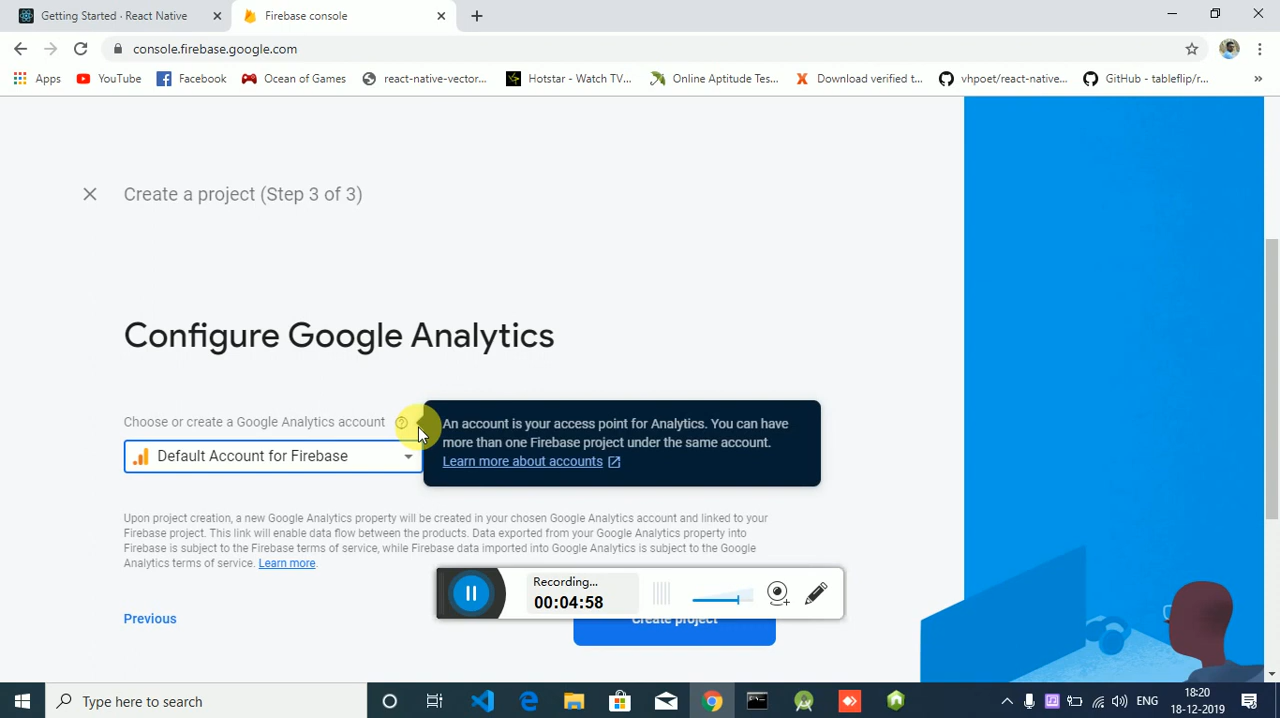 Getting Started · React Native
Firebase console
console.firebase.google.com
Apps
YouTube
Facebook
Ocean of Games
react-native-vector...
Hotstar - Watch TV...
Online Aptitude Tes...
Download verified t...
vhpoet/react-native...
GitHub - tableflip/r...
»
Create a project (Step 3 of 3)
Configure Google Analytics
Choose or create a Google Analytics account
An account is your access point for Analytics. You can have
more than one Firebase project under the same account.
Learn more about accounts
Default Account for Firebase
Upon project creation, a new Google Analytics property will be created in your chosen Google Analytics account and linked to your
Firebase project. This link will enable data flow between the products. Data exported from your Google Analytics property into
Firebase is subject to the Firebase terms of service, while Firebase data imported into Google Analytics is subject to the Google
Analytics terms of service. Learn more.
Recording...
00:04:58
Previous
Create project
Type here to search
ENG
18:20
18-12-2019